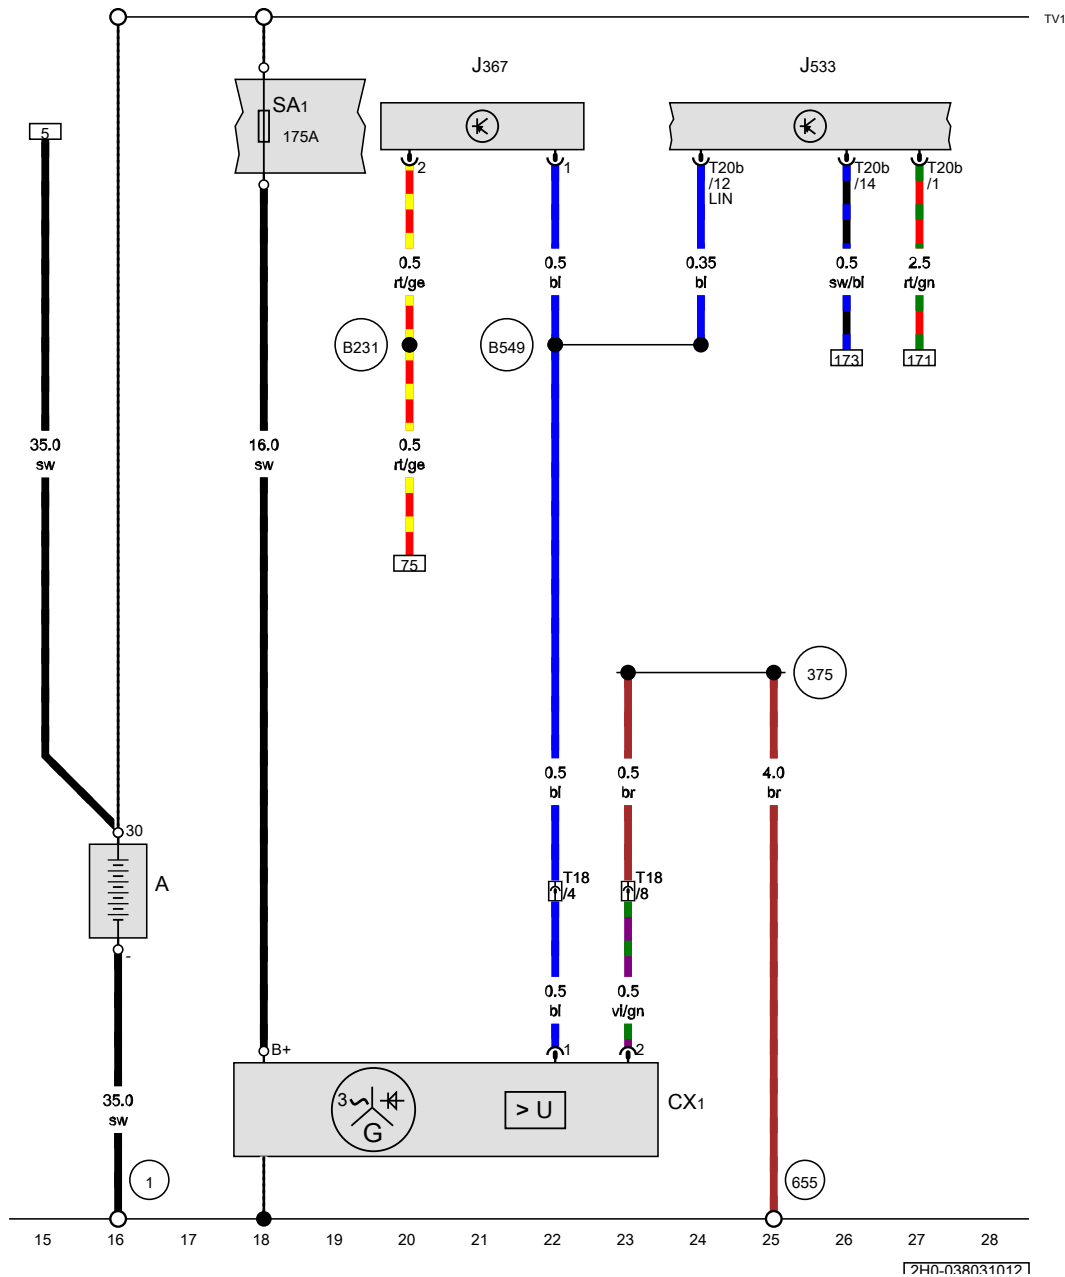 TV1
J367
J533
SA1
175A
5
2
1
T20b
/12
LIN
T20b
/14
T20b
/1
0.5
rt/ge
0.5
bl
0.35
bl
0.5
sw/bl
2.5
rt/gn
B231
B549
173
171
35.0
sw
16.0
sw
0.5
rt/ge
75
375
0.5
bl
0.5
br
4.0
br
30
A
T18
/4
T18
/8
-
0.5
bl
0.5
vi/gn
B+
1
2
35.0
sw
3
G
> U
CX1
1
655
15 16 17 18 19 20 21 22 23 24 25 26 27 28
2H0-038031012